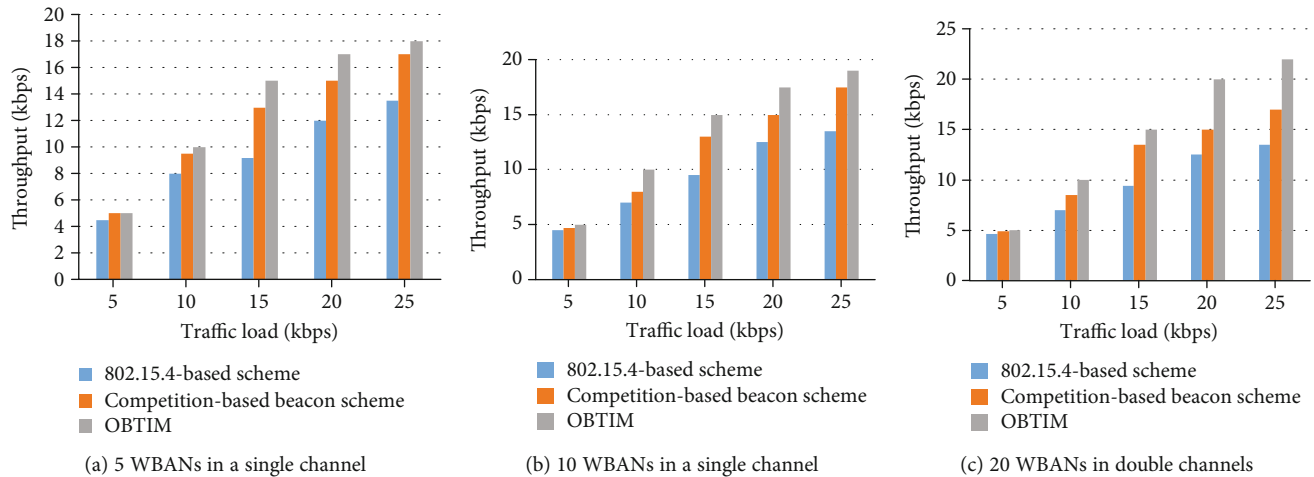 20
18
16
14
12
10
8
6
4
2
0
Throughput (kbps)
5 10 15 20 25
Traffic load (kbps)
802.15.4-based scheme
Competition-based beacon scheme
OBTIM
(a) 5 WBANs in a single channel
20
15
10
5
0
Throughput (kbps)
5 10 15 20 25
Traffic load (kbps)
802.15.4-based scheme
Competition-based beacon scheme
OBTIM
(b) 10 WBANs in a single channel
25
20
15
10
5
0
Throughput (kbps)
5 10 15 20 25
Traffic load (kbps)
802.15.4-based scheme
Competition-based beacon scheme
OBTIM
(c) 20 WBANs in double channels